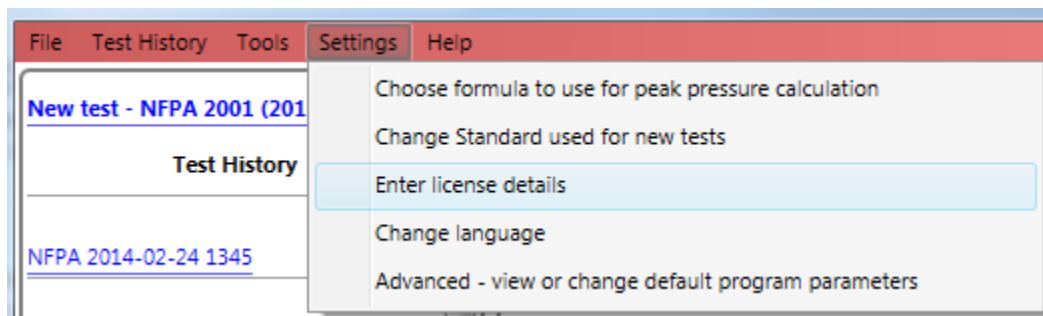 File Test History Tools Settings Help
Choose formula to use for peak pressure calculation
New test - NFPA 2001 (201
Change Standard used for new tests
Test History
Enter license details
Change language
NFPA 2014-02-24 1345
Advanced - view or change default program parameters